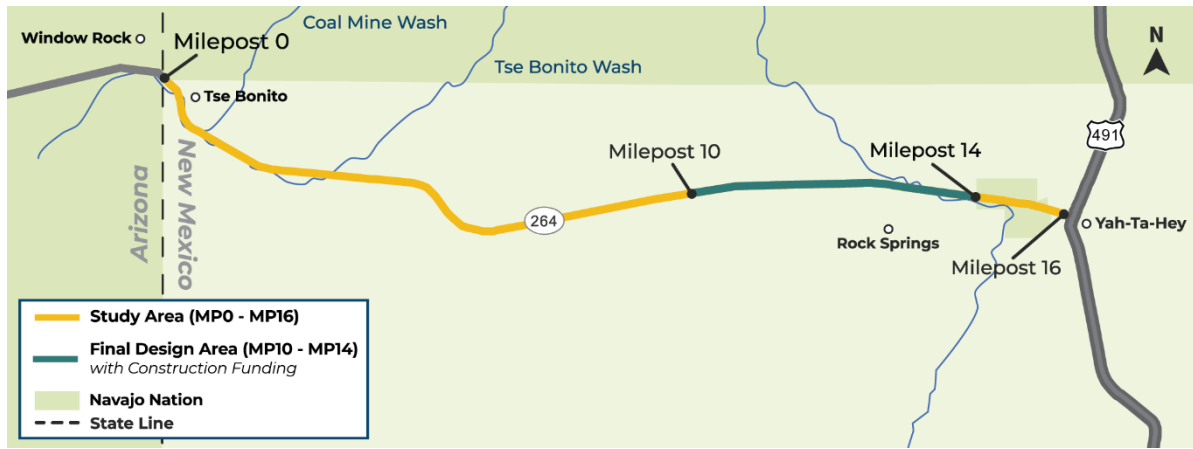 Coal Mine Wash
Window Rock
Milepost 0
N
Tse Bonito Wash
Tse Bonito
491
Milepost 10
Milepost 14
Arizona
New Mexico
264
Rock Springs
Yah-Ta-Hey
Milepost 16
Study Area (MP0 - MP16)
Final Design Area (MP10 - MP14)
with Construction Funding
Navajo Nation
State Line